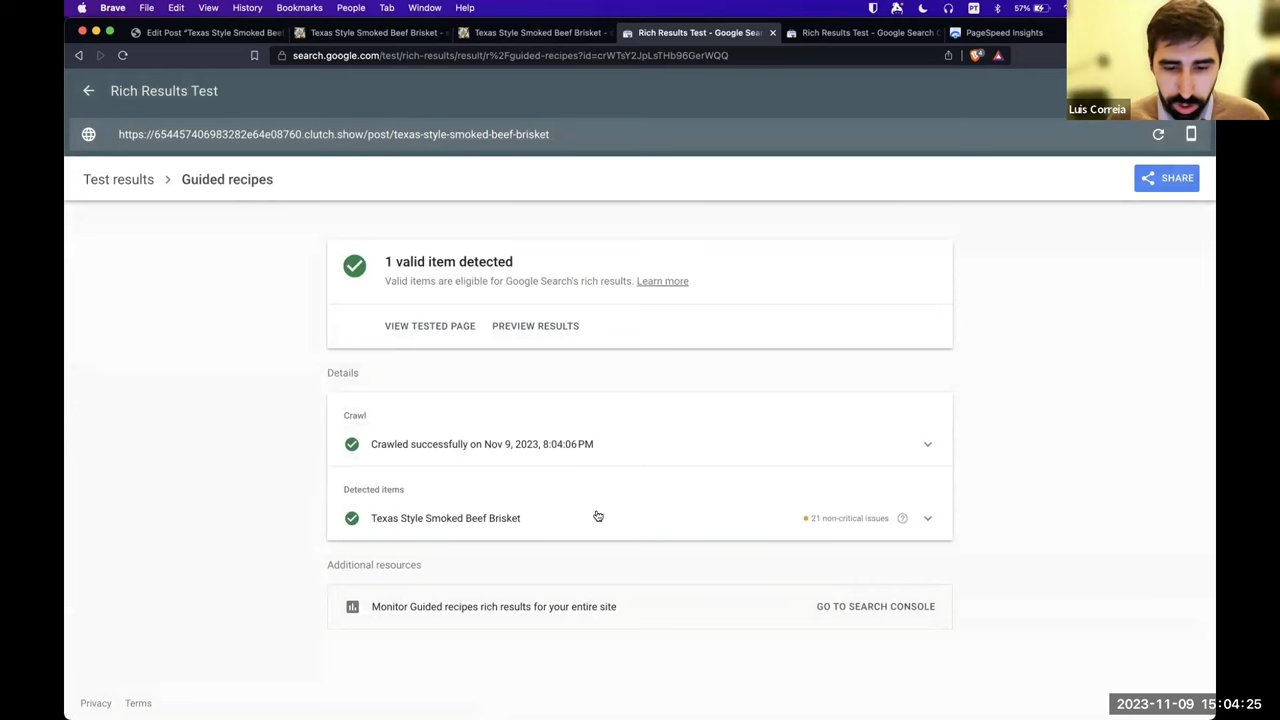 Brave File Edit View History Bookmarks People Tab Window Help PT 57%
Edit Post "Texas Style Smoked Beef Texas Style Smoked Beef Brisket - Texas Style Smoked Beef Brisket - Rich Results Test - Google Sea Rich Results Test - Google Search PageSpeed Insights
search.google.com/test/rich-results/result/r%2Fguided-recipes?id=crWTsY2JpLsTHb96GerWQQ
Rich Results Test
Luis Correia
https://654457406983282e64e08760.clutch.show/post/texas-style-smoked-beef-brisket
Test results > Guided recipes
SHARE
1 valid item detected
Valid items are eligible for Google Search's rich results. Learn more
VIEW TESTED PAGE PREVIEW RESULTS
Details
Crawl
Crawled successfully on Nov 9, 2023, 8:04:06 PM
Detected items
Texas Style Smoked Beef Brisket 21 non-critical issues
Additional resources
Monitor Guided recipes rich results for your entire site GO TO SEARCH CONSOLE
Privacy Terms
2023-11-09 15:04:25